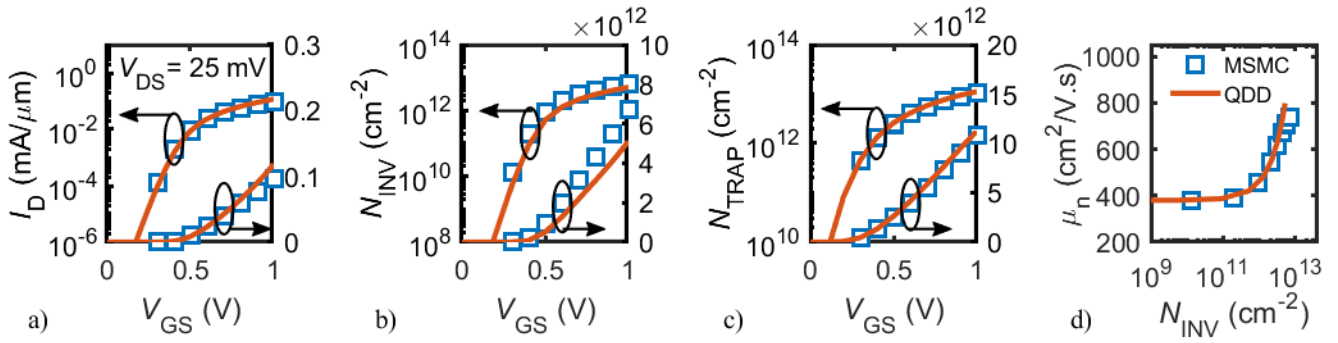 a)
I_D (mA/μm)
10^0
10^-2
10^-4
10^-6
V_DS = 25 mV
0.3
0.2
0.1
0
0 0.5 1
V_GS (V)
b)
N_INV (cm^-2)
×10^12
10^14
10^12
10^10
10^8
10
8
6
4
2
0
0 0.5 1
V_GS (V)
c)
N_TRAP (cm^-2)
×10^12
10^14
10^12
10^10
20
15
10
5
0
0 0.5 1
V_GS (V)
d)
μ_n (cm^2/V.s)
1000
800
600
400
200
MSMC
QDD
10^9 10^11 10^13
N_INV (cm^-2)